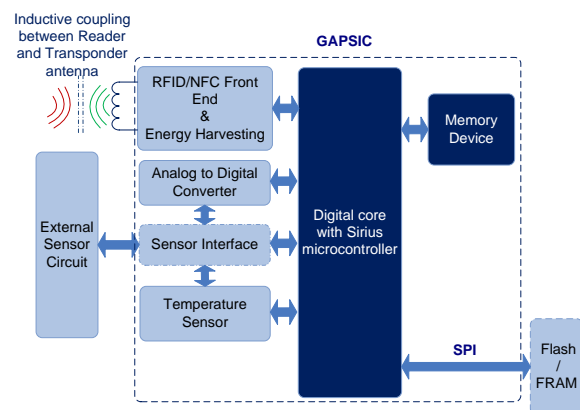 Inductive coupling
between Reader
and Transponder
antenna
GAPSIC
RFID/NFC Front
End
&
Energy Harvesting
Memory
Device
Analog to Digital
Converter
Digital core
with Sirius
microcontroller
External
Sensor
Circuit
Sensor Interface
Temperature
Sensor
SPI
Flash
/
FRAM